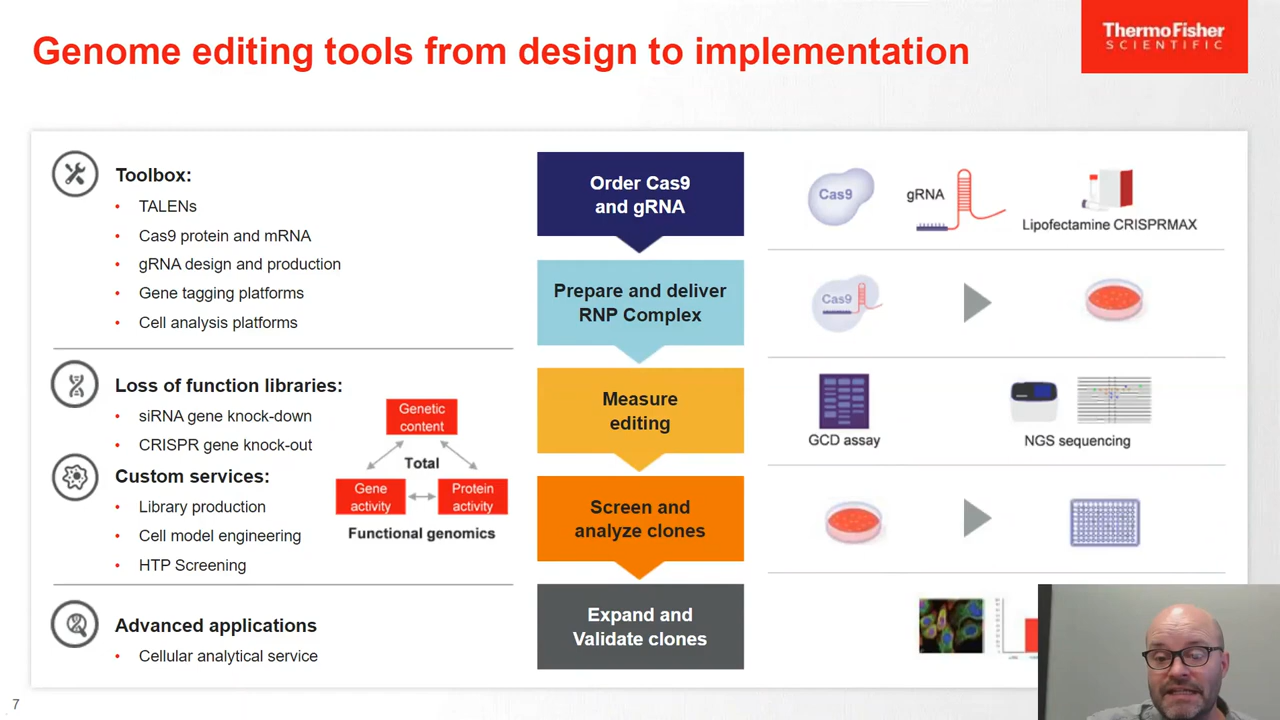 Genome editing tools from design to implementation
ThermoFisher
SCIENTIFIC
Toolbox:
• TALENs
• Cas9 protein and mRNA
• gRNA design and production
• Gene tagging platforms
• Cell analysis platforms
Loss of function libraries:
• siRNA gene knock-down
• CRISPR gene knock-out
Custom services:
• Library production
• Cell model engineering
• HTP Screening
Genetic
content
Total
Gene
activity
Protein
activity
Functional genomics
Advanced applications
• Cellular analytical service
Order Cas9
and gRNA
Prepare and deliver
RNP Complex
Measure
editing
Screen and
analyze clones
Expand and
Validate clones
Cas9
gRNA
Lipofectamine CRISPRMAX
Cas9
GCD assay
NGS sequencing
7